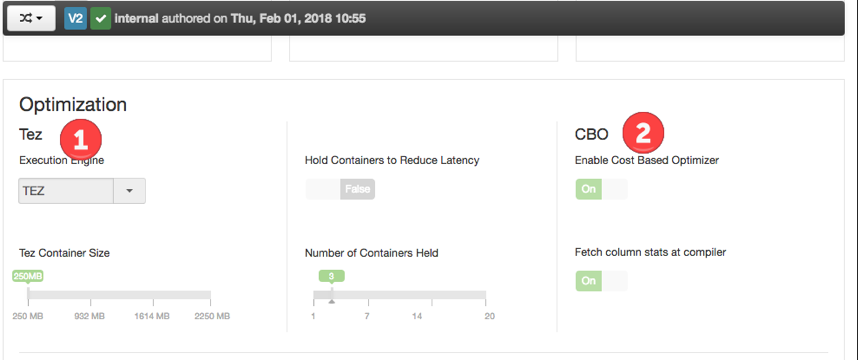 V2 internal authored on Thu, Feb 01, 2018 10:55
Optimization
Tez
1
Execution Engine
TEZ
Tez Container Size
250MB
250 MB 932 MB 1614 MB 2250 MB
Hold Containers to Reduce Latency
False
Number of Containers Held
3
1 7 14 20
CBO
2
Enable Cost Based Optimizer
On
Fetch column stats at compiler
On